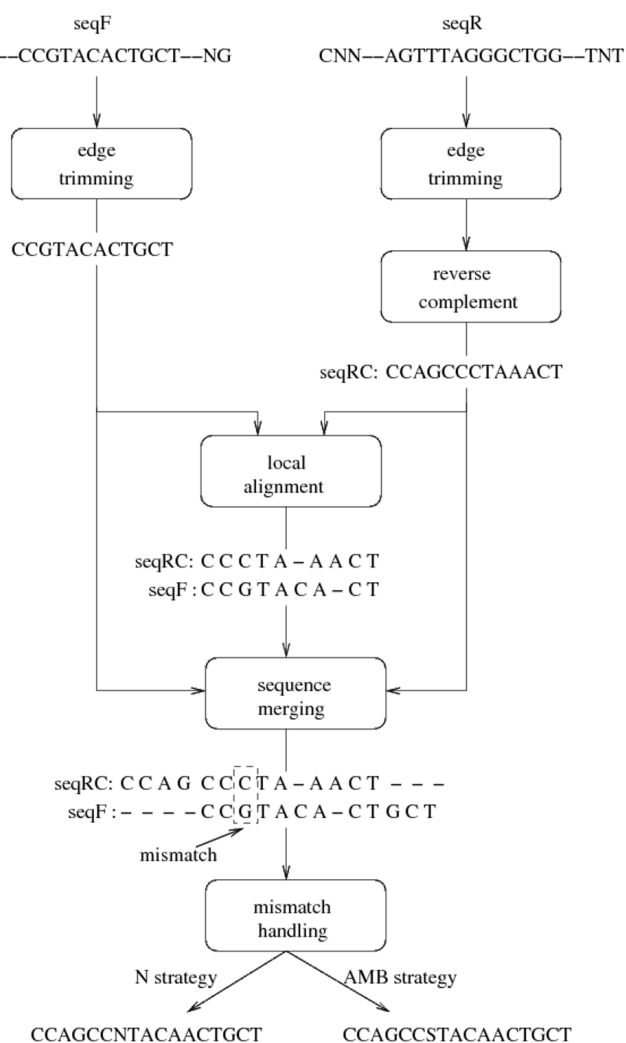 seqF
seqR
––CCGTACACTGCT––NG
CNN––AGTTTAGGGCTGG––TNT
edge
trimming
edge
trimming
CCGTACACTGCT
reverse
complement
seqRC: CCAGCCCTAAACT
local
alignment
seqRC: C C C T A – A A C T
seqF : C C G T A C A – C T
sequence
merging
seqRC: C C A G C C C T A – A A C T – – –
seqF : – – – – C C G T A C A – C T G C T
mismatch
mismatch
handling
N strategy
AMB strategy
CCAGCCNTACAACTGCT
CCAGCCSTACAACTGCT